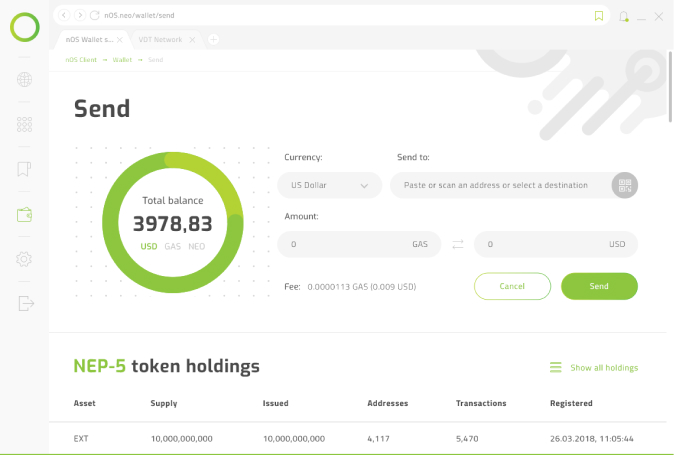 nOS.neo/wallet/send
nOS Wallet s... VDT Network
nOS Client → Wallet → Send
Send
Currency: Send to:
US Dollar Paste or scan an address or select a destination
Total balance
3978,83
USD GAS NEO
Amount:
0 GAS 0 USD
Fee: 0.0000113 GAS (0.009 USD) Cancel Send
NEP-5 token holdings
Show all holdings
Asset Supply Issued Addresses Transactions Registered
EXT 10,000,000,000 10,000,000,000 4,117 5,470 26.03.2018, 11:05:44